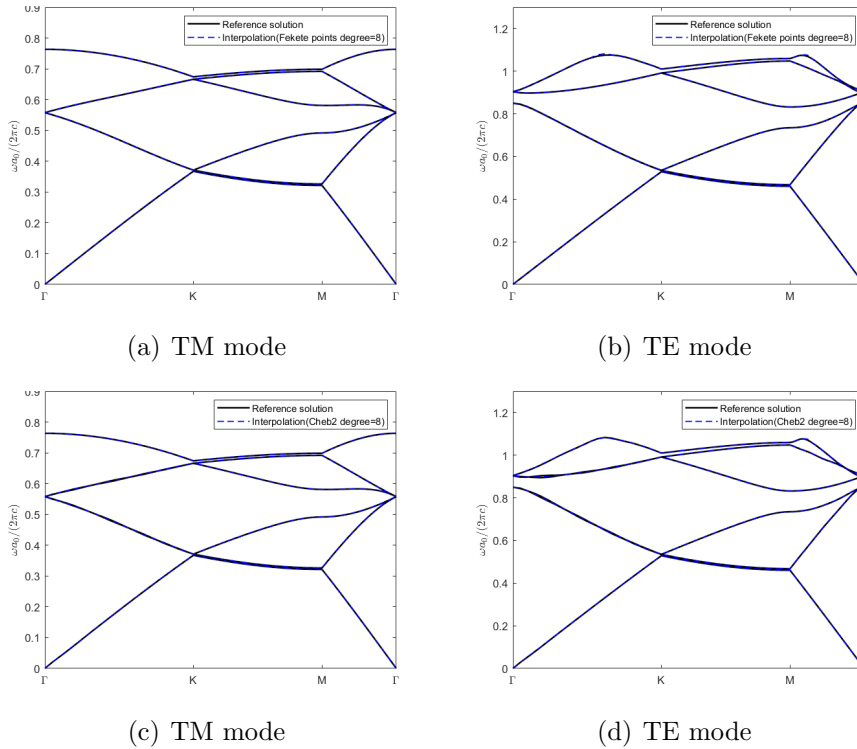 0.9
0.8
0.7
0.6
0.5
0.4
0.3
0.2
0.1
0
ωa₀/(2πc)
Reference solution
Interpolation(Fekete points degree=8)
Γ K M Γ
(a) TM mode
1.2
1
0.8
0.6
0.4
0.2
0
ωa₀/(2πc)
Reference solution
Interpolation(Fekete points degree=8)
Γ K M
(b) TE mode
0.9
0.8
0.7
0.6
0.5
0.4
0.3
0.2
0.1
0
ωa₀/(2πc)
Reference solution
Interpolation(Cheb2 degree=8)
Γ K M Γ
(c) TM mode
1.2
1
0.8
0.6
0.4
0.2
0
ωa₀/(2πc)
Reference solution
Interpolation(Cheb2 degree=8)
Γ K M
(d) TE mode